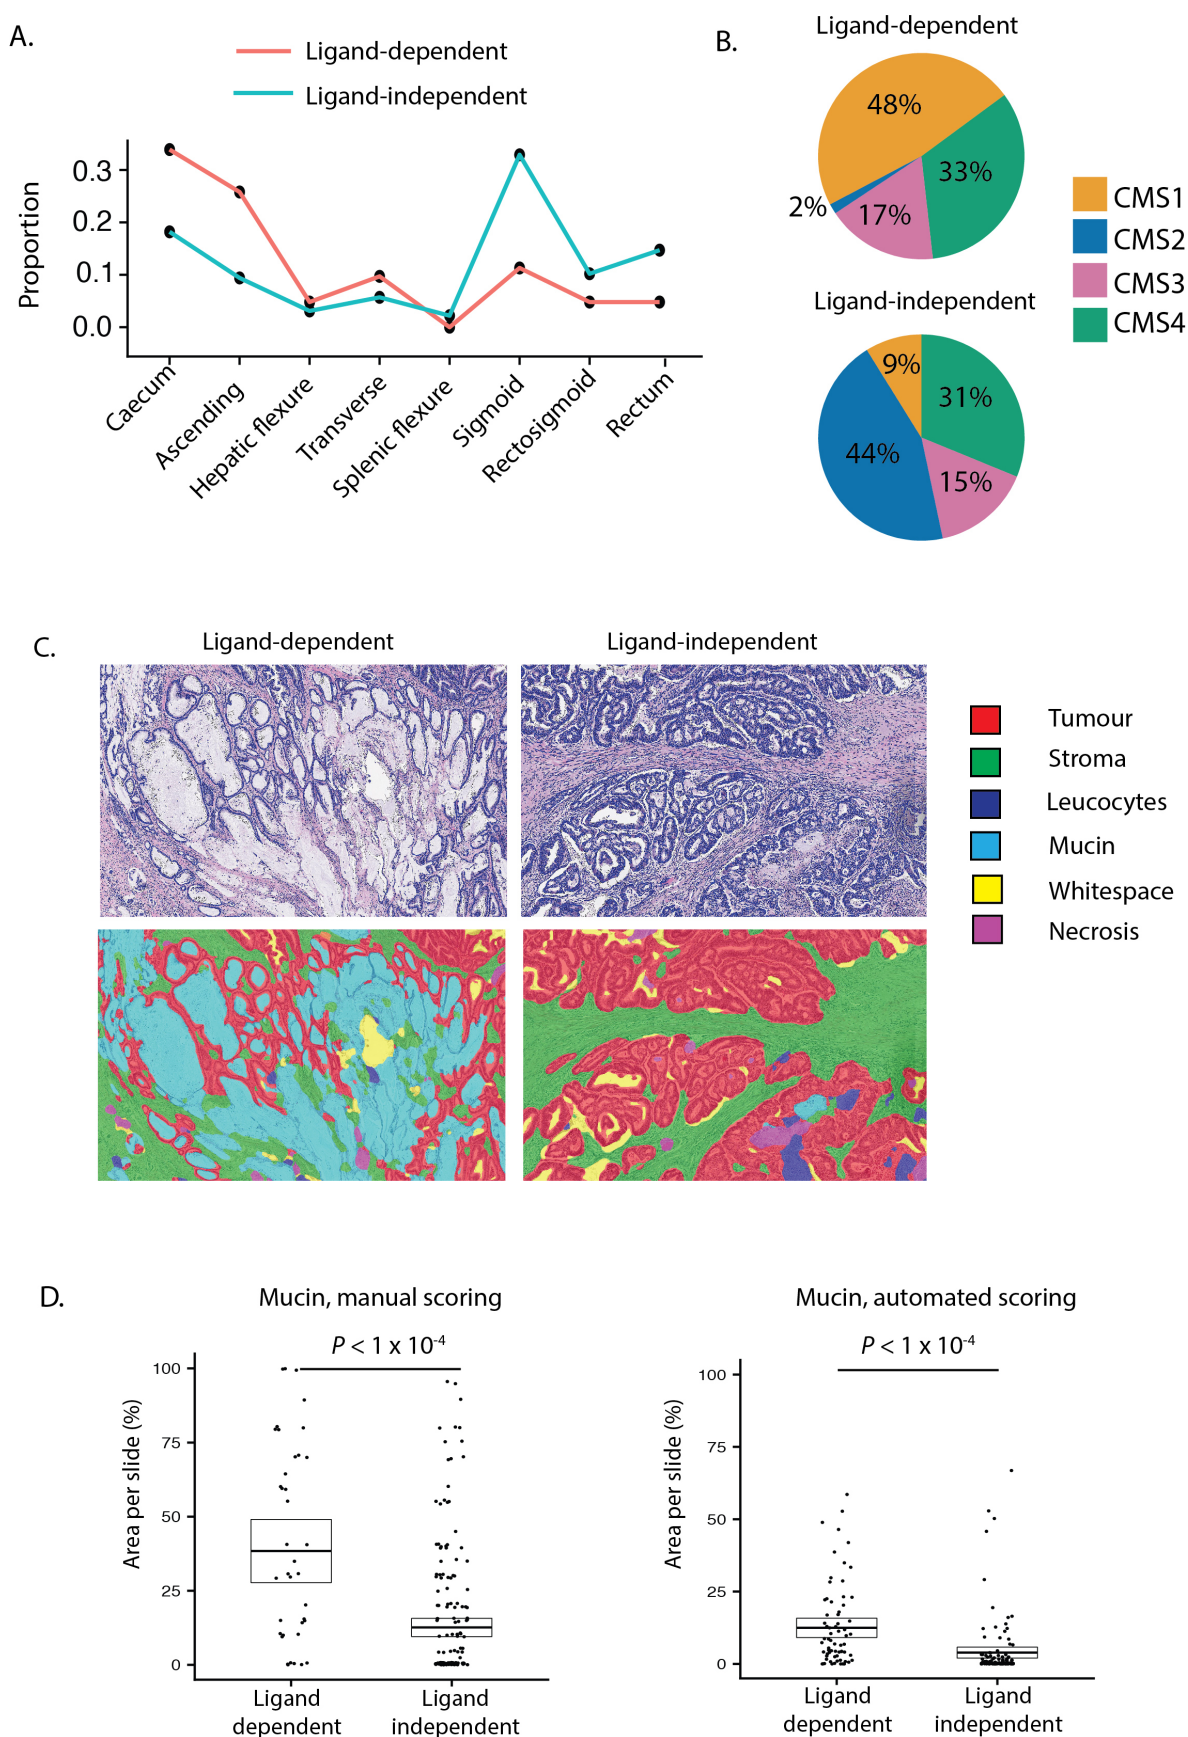 A.
Ligand-dependent
Ligand-independent
Proportion
0.3
0.2
0.1
0.0
Caecum
Ascending
Hepatic flexure
Transverse
Splenic flexure
Sigmoid
Rectosigmoid
Rectum
B.
Ligand-dependent
48%
33%
17%
2%
Ligand-independent
9%
31%
44%
15%
CMS1
CMS2
CMS3
CMS4
C.
Ligand-dependent
Ligand-independent
Tumour
Stroma
Leucocytes
Mucin
Whitespace
Necrosis
D.
Mucin, manual scoring
P < 1 x 10⁻⁴
Area per slide (%)
100
75
50
25
0
Ligand
dependent
Ligand
independent
Mucin, automated scoring
P < 1 x 10⁻⁴
Area per slide (%)
100
75
50
25
0
Ligand
dependent
Ligand
independent